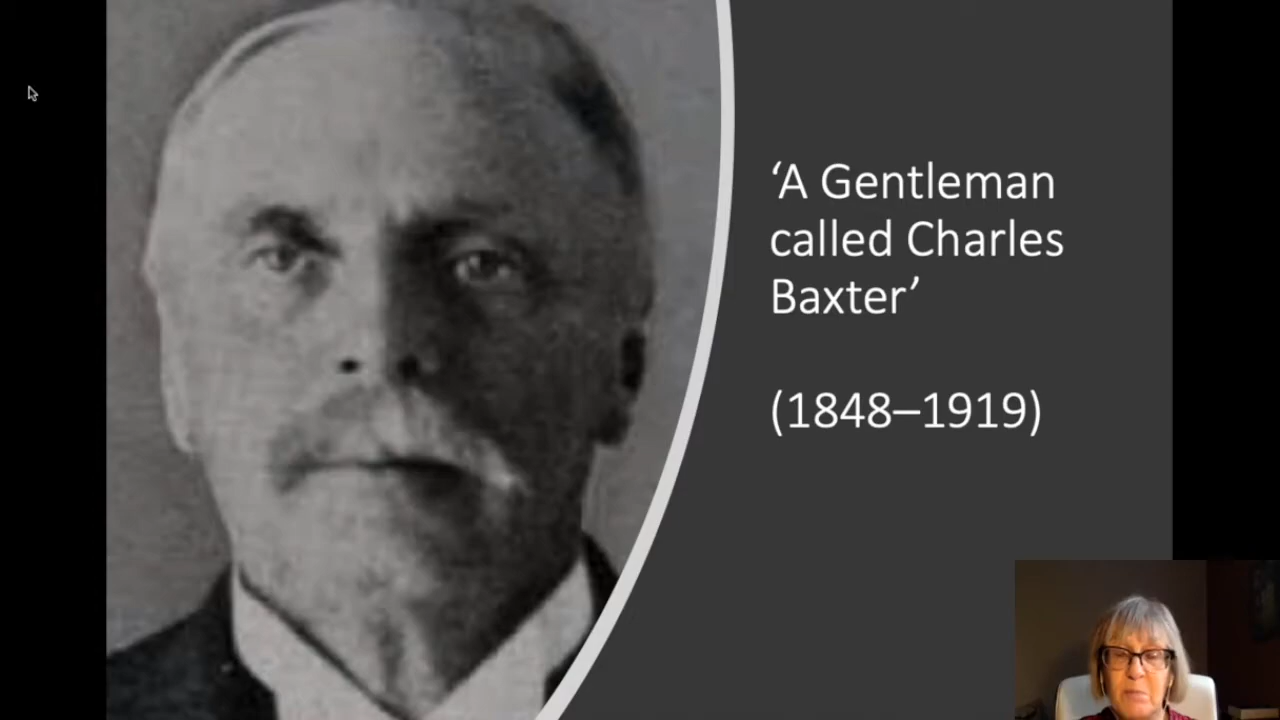 ‘A Gentleman
called Charles
Baxter’
(1848–1919)